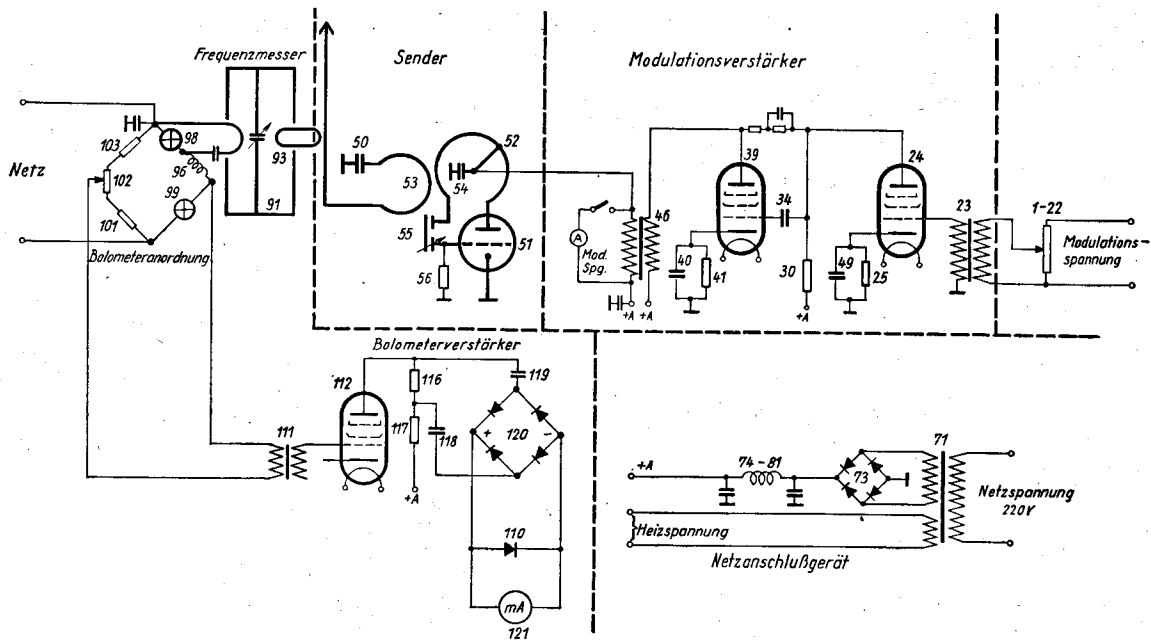 Frequenzmesser
Sender
Modulationsverstärker
Netz
103
98
102
96
99
101
93
91
Bolometeranordnung
50
53
52
54
55
51
56
A
Mod.
Spg.
46
+A
+A
39
34
40
41
30
+A
24
49
25
23
1-22
Modulations-
spannung
Bolometerverstärker
112
116
119
111
117
118
+
120
-
+A
110
mA
121
+A
74-81
73
71
Netzspannung
220V
Heizspannung
Netzanschlußgerät